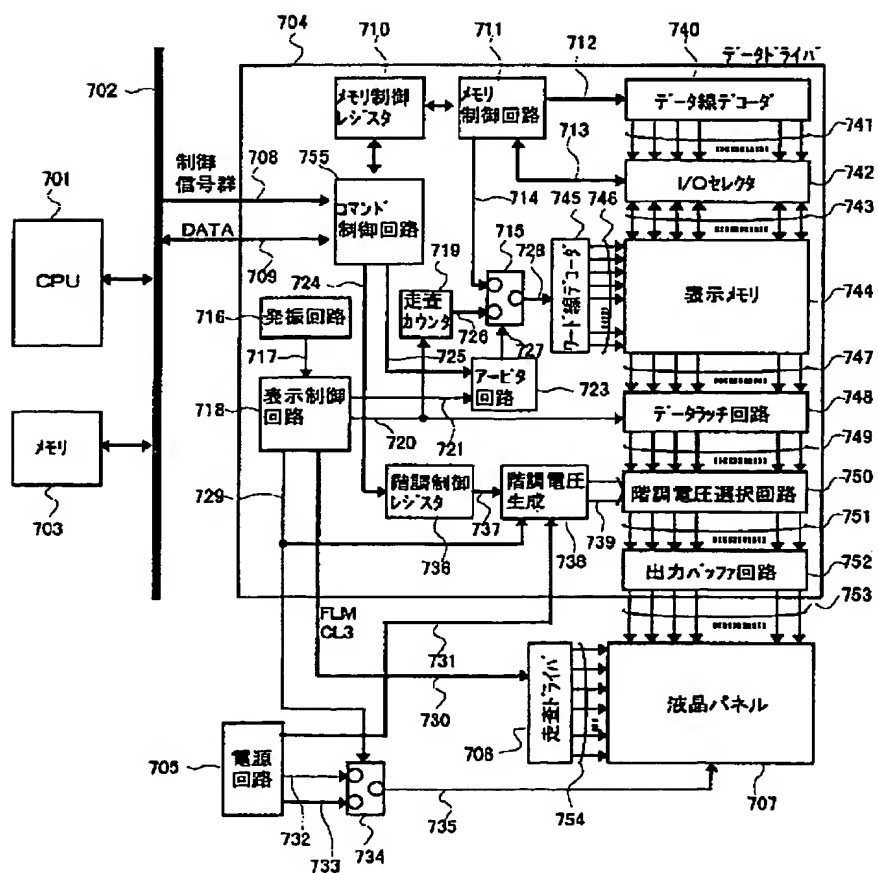 704
710
711
712
740
データドライバ
702
メモリ制御
レジスタ
メモリ
制御回路
データ線デコーダ
741
713
701
制御
信号群
708
755
コマンド
制御回路
714
745
746
I/Oセレクタ
742
743
DATA
709
CPU
724
719
715
728
ワード線デコーダ
表示メモリ
744
716
発振回路
走査
カウンタ
726
717
725
727
747
718
表示制御
回路
アービタ
回路
723
データラッチ回路
748
メモリ
703
720
721
749
729
階調制御
レジスタ
階調電圧
生成
階調電圧選択回路
750
737
739
751
736
738
出力バッファ回路
752
753
FLM
CL3
731
730
走査ドライバ
液晶パネル
705
電源
回路
706
707
732
733
734
735
754